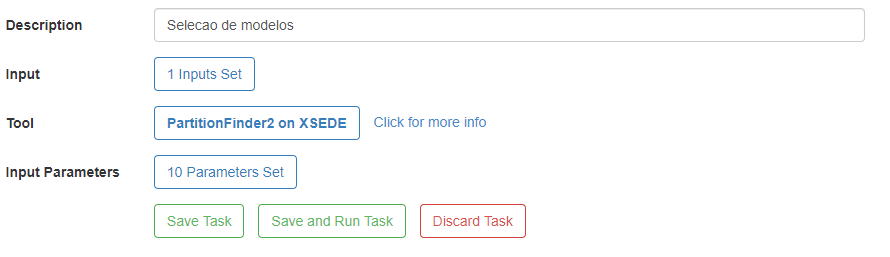 Description Selecao de modelos
Input 1 Inputs Set
Tool PartitionFinder2 on XSEDE Click for more info
Input Parameters 10 Parameters Set
Save Task Save and Run Task Discard Task